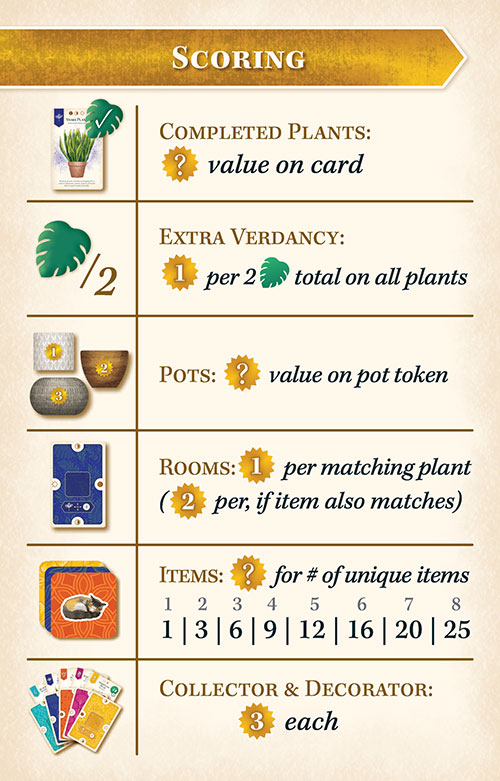 SCORING
COMPLETED PLANTS:
? value on card
/2
EXTRA VERDANCY:
1 per 2 total on all plants
1
2
3
POTS: ? value on pot token
ROOMS: 1 per matching plant
( 2 per, if item also matches)
ITEMS: ? for # of unique items
1 2 3 4 5 6 7 8
1 | 3 | 6 | 9 | 12 | 16 | 20 | 25
COLLECTOR & DECORATOR:
3 each